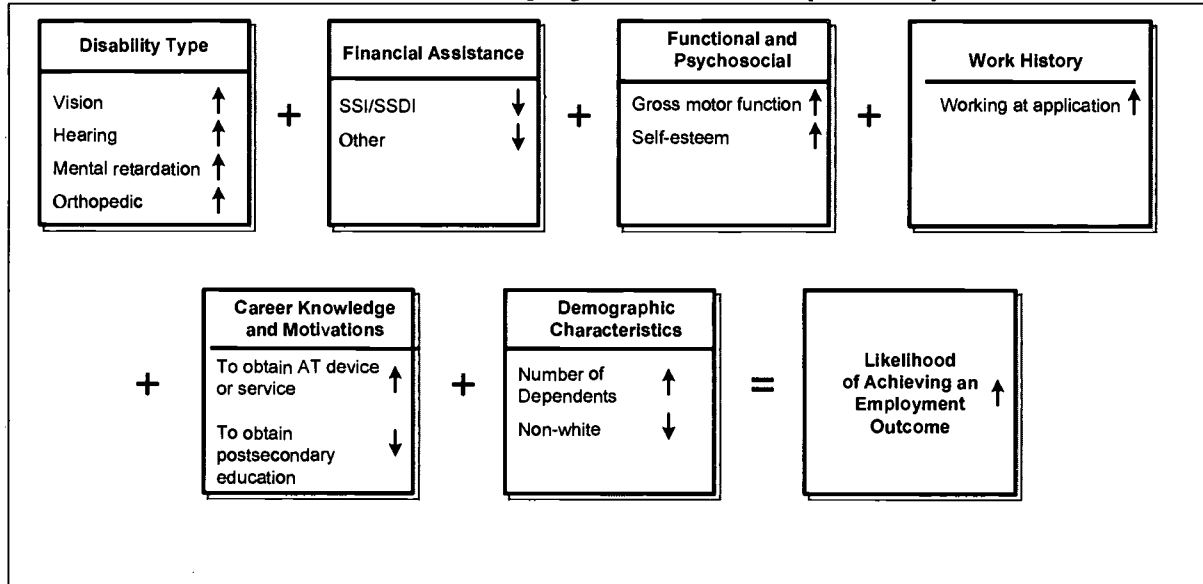 Disability Type
Vision ↑
Hearing ↑
Mental retardation ↑
Orthopedic ↑
+
Financial Assistance
SSI/SSDI ↓
Other ↓
+
Functional and
Psychosocial
Gross motor function ↑
Self-esteem ↑
+
Work History
Working at application ↑
+
Career Knowledge
and Motivations
To obtain AT device
or service ↑
To obtain
postsecondary
education ↓
+
Demographic
Characteristics
Number of
Dependents ↑
Non-white ↓
=
Likelihood
of Achieving an
Employment
Outcome ↑